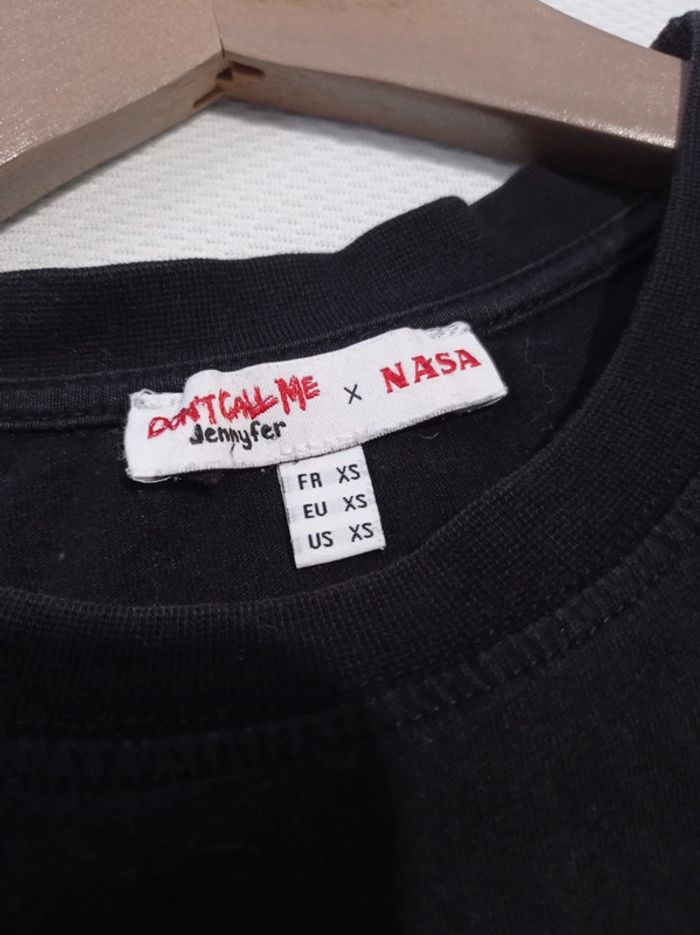 DON'T CALL ME x NASA
Jennyfer
FR XS
EU XS
US XS